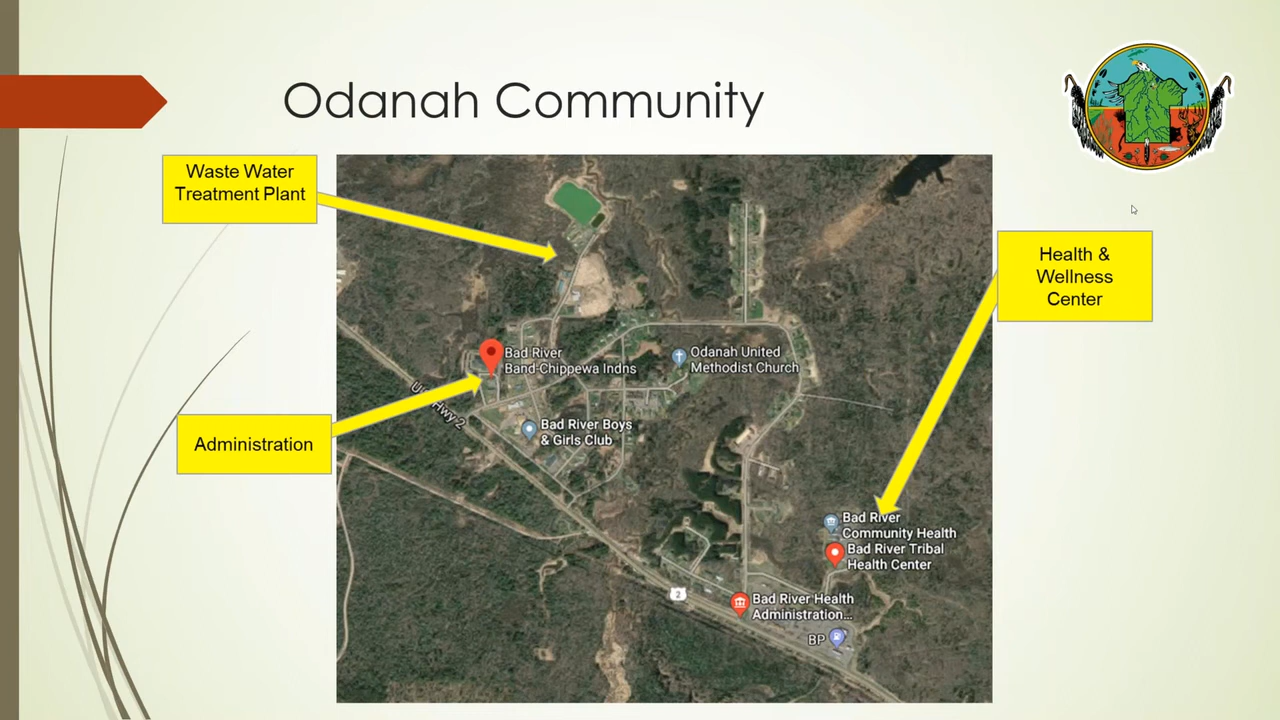 Odanah Community
Waste Water
Treatment Plant
Health &
Wellness
Center
Bad River
Band-Chippewa Indns
Odanah United
Methodist Church
Hwy 2
Administration
Bad River Boys
& Girls Club
Bad River
Community Health
Bad River Tribal
Health Center
2
Bad River Health
Administration...
BP